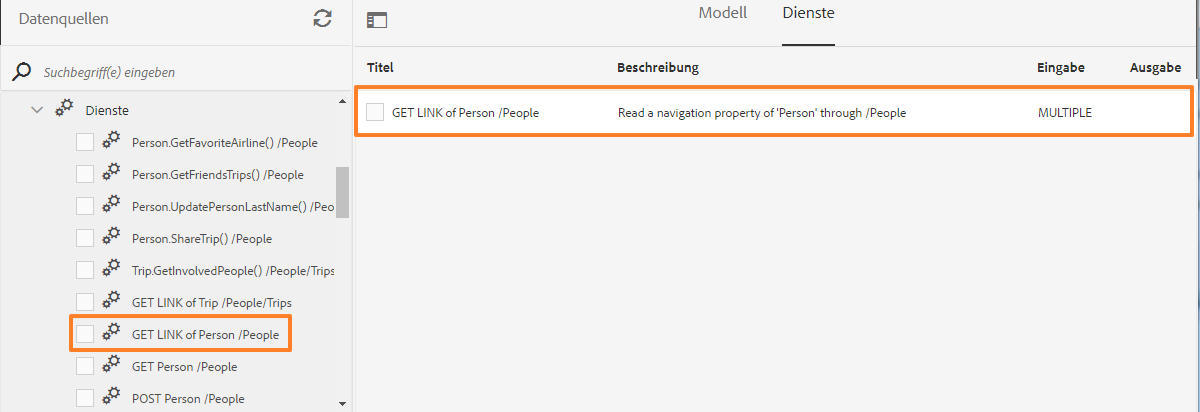 Datenquellen
Suchbegriff(e) eingeben
Dienste
Person.GetFavoriteAirline() /People
Person.GetFriendsTrips() /People
Person.UpdatePersonLastName() /Peo
Person.ShareTrip() /People
Trip.GetInvolvedPeople() /People/Trips
GET LINK of Trip /People/Trips
GET LINK of Person /People
GET Person /People
POST Person /People
Modell Dienste
Titel Beschreibung Eingabe Ausgabe
GET LINK of Person /People Read a navigation property of 'Person' through /People MULTIPLE